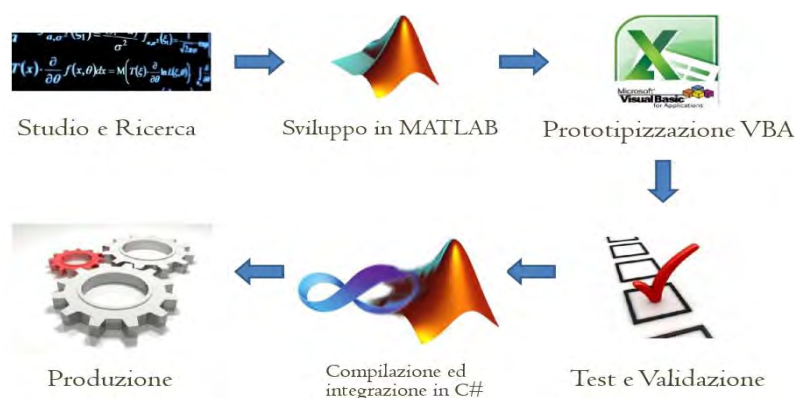 Studio e Ricerca
Sviluppo in MATLAB
Microsoft
Visual Basic
for Applications
Prototipizzazione VBA
Test e Validazione
Compilazione ed
integrazione in C#
Produzione